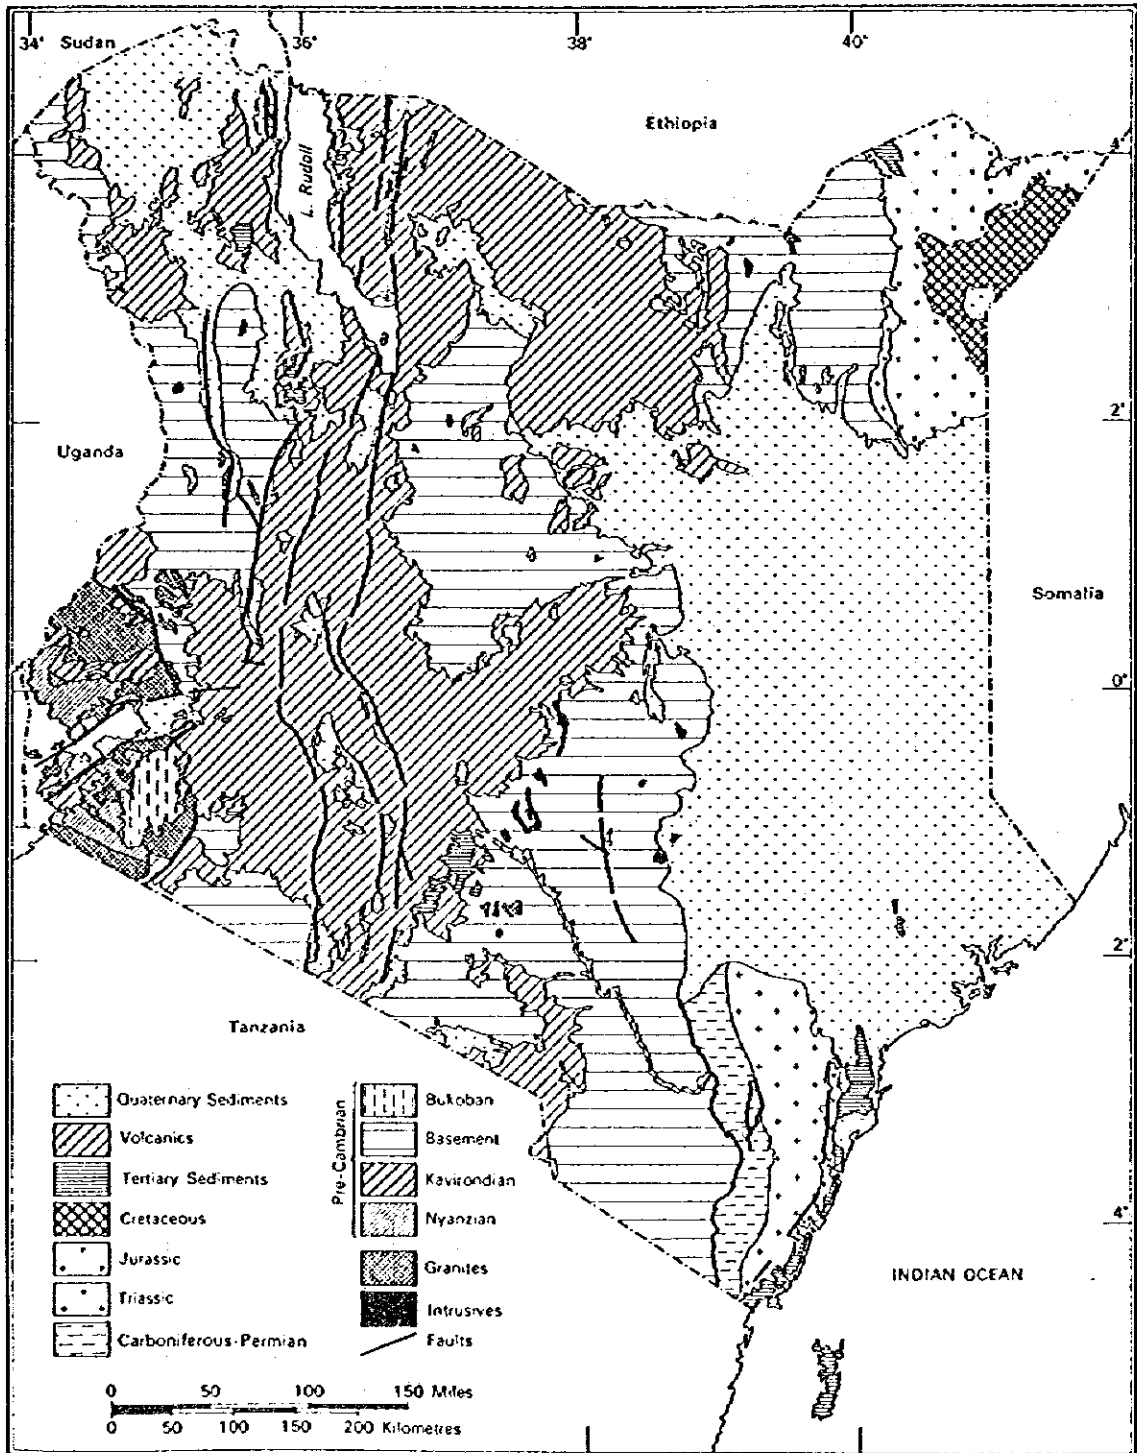 34° Sudan 36° 38° 40°
Ethiopia
4°
L. Rudolf
2°
Uganda
Somalia
0°
2°
Tanzania
Quaternary Sediments
Volcanics
Tertiary Sediments
Cretaceous
Jurassic
Triassic
Carboniferous-Permian
Pre-Cambrian
Bukoban
Basement
Kavirondian
Nyanzian
Granites
Intrusives
Faults
4°
INDIAN OCEAN
0 50 100 150 Miles
0 50 100 150 200 Kilometres